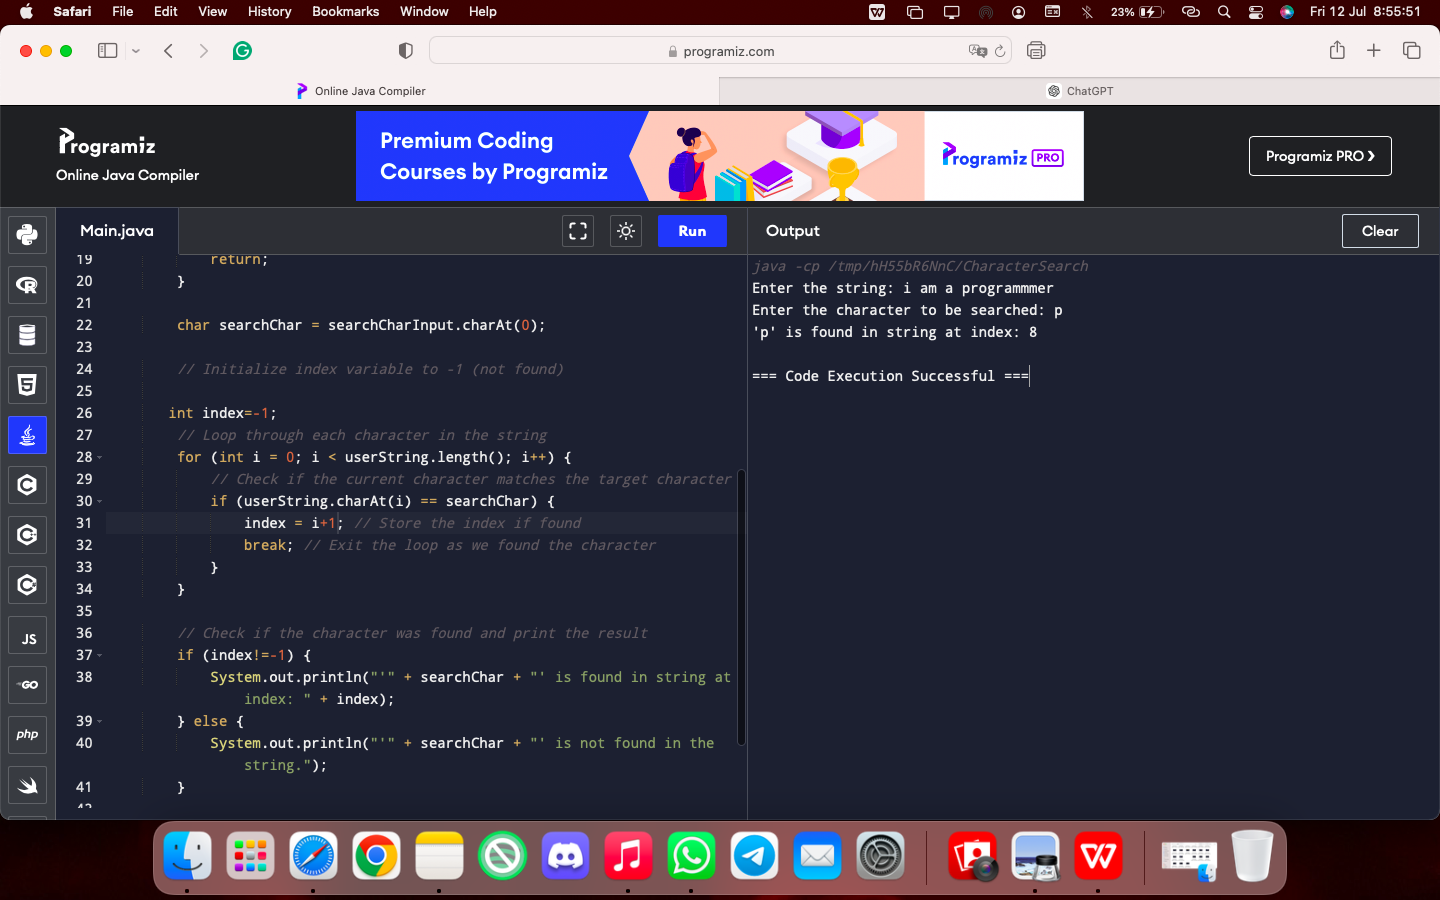 Safari File Edit View History Bookmarks Window Help 23% Fri 12 Jul 8:55:51
programiz.com
Online Java Compiler
ChatGPT
Programiz
Online Java Compiler
Premium Coding
Courses by Programiz
Programiz PRO
Programiz PRO ❯
Main.java
Run
Output
Clear
19 return;
20 }
21
22 char searchChar = searchCharInput.charAt(0);
23
24 // Initialize index variable to -1 (not found)
25
26 int index=-1;
27 // Loop through each character in the string
28 for (int i = 0; i < userString.length(); i++) {
29 // Check if the current character matches the target character
30 if (userString.charAt(i) == searchChar) {
31 index = i+1; // Store the index if found
32 break; // Exit the loop as we found the character
33 }
34 }
35
36 // Check if the character was found and print the result
37 if (index!=-1) {
38 System.out.println("'" + searchChar + "' is found in string at
index: " + index);
39 } else {
40 System.out.println("'" + searchChar + "' is not found in the
string.");
41 }
java -cp /tmp/hH55bR6NnC/CharacterSearch
Enter the string: i am a programmmer
Enter the character to be searched: p
'p' is found in string at index: 8
=== Code Execution Successful ===
JS
GO
php